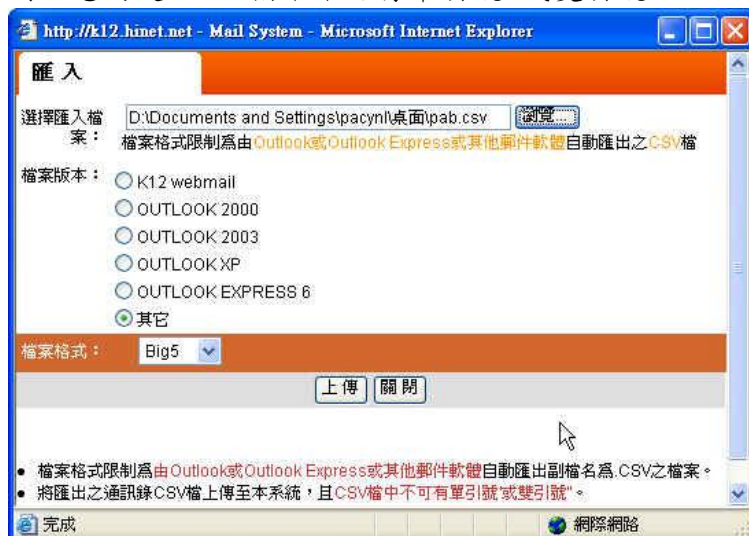 http://k12.hinet.net - Mail System - Microsoft Internet Explorer
匯入
選擇匯入檔案：
D:\Documents and Settings\pacynl\桌面\pab.csv
瀏覽...
檔案格式限制為由Outlook或Outlook Express或其他郵件軟體自動匯出之CSV檔
檔案版本：
K12 webmail
OUTLOOK 2000
OUTLOOK 2003
OUTLOOK XP
OUTLOOK EXPRESS 6
其它
檔案格式： Big5
上傳 關閉
• 檔案格式限制為由Outlook或Outlook Express或其他郵件軟體自動匯出副檔名為.CSV之檔案。
• 將匯出之通訊錄CSV檔上傳至本系統，且CSV檔中不可有單引號'或雙引號"。
完成
網際網路